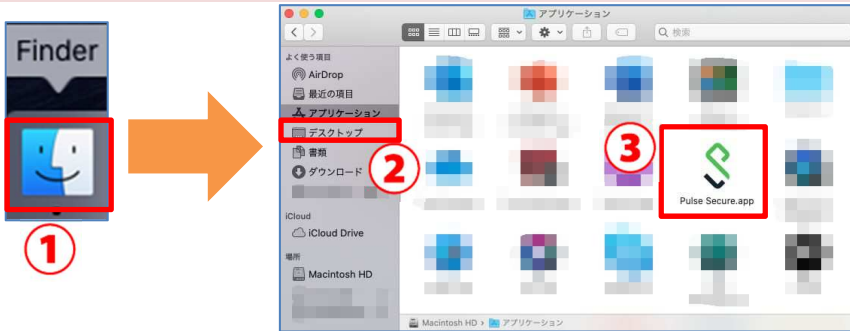 Finder
①
アプリケーション
検索
よく使う項目
AirDrop
最近の項目
アプリケーション
デスクトップ
②
書類
ダウンロード
③
Pulse Secure.app
iCloud
iCloud Drive
場所
Macintosh HD
Macintosh HD › アプリケーション